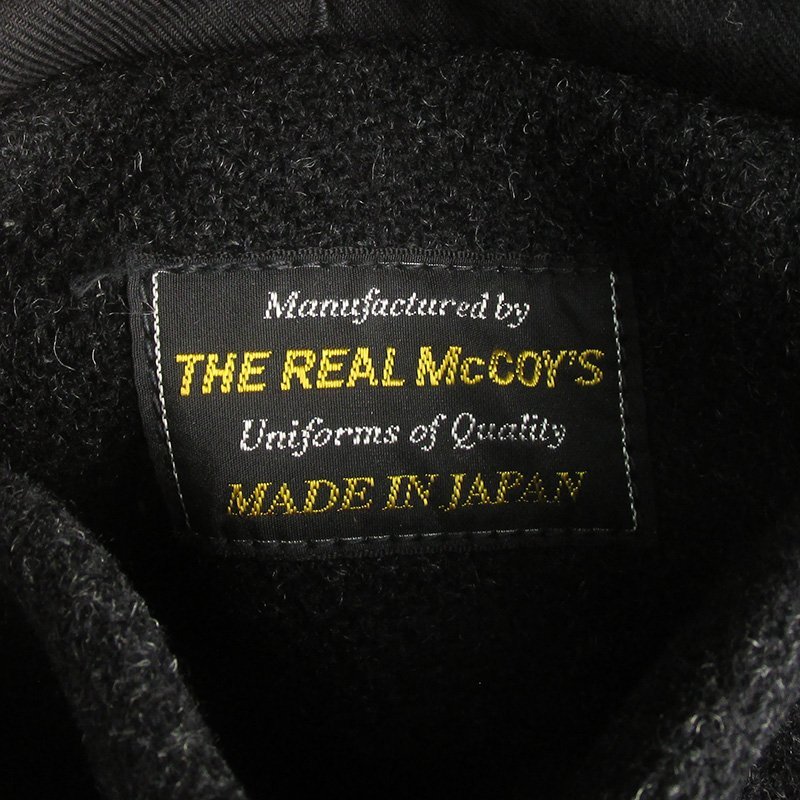 Manufactured by
THE REAL McCOY'S
Uniforms of Quality
MADE IN JAPAN